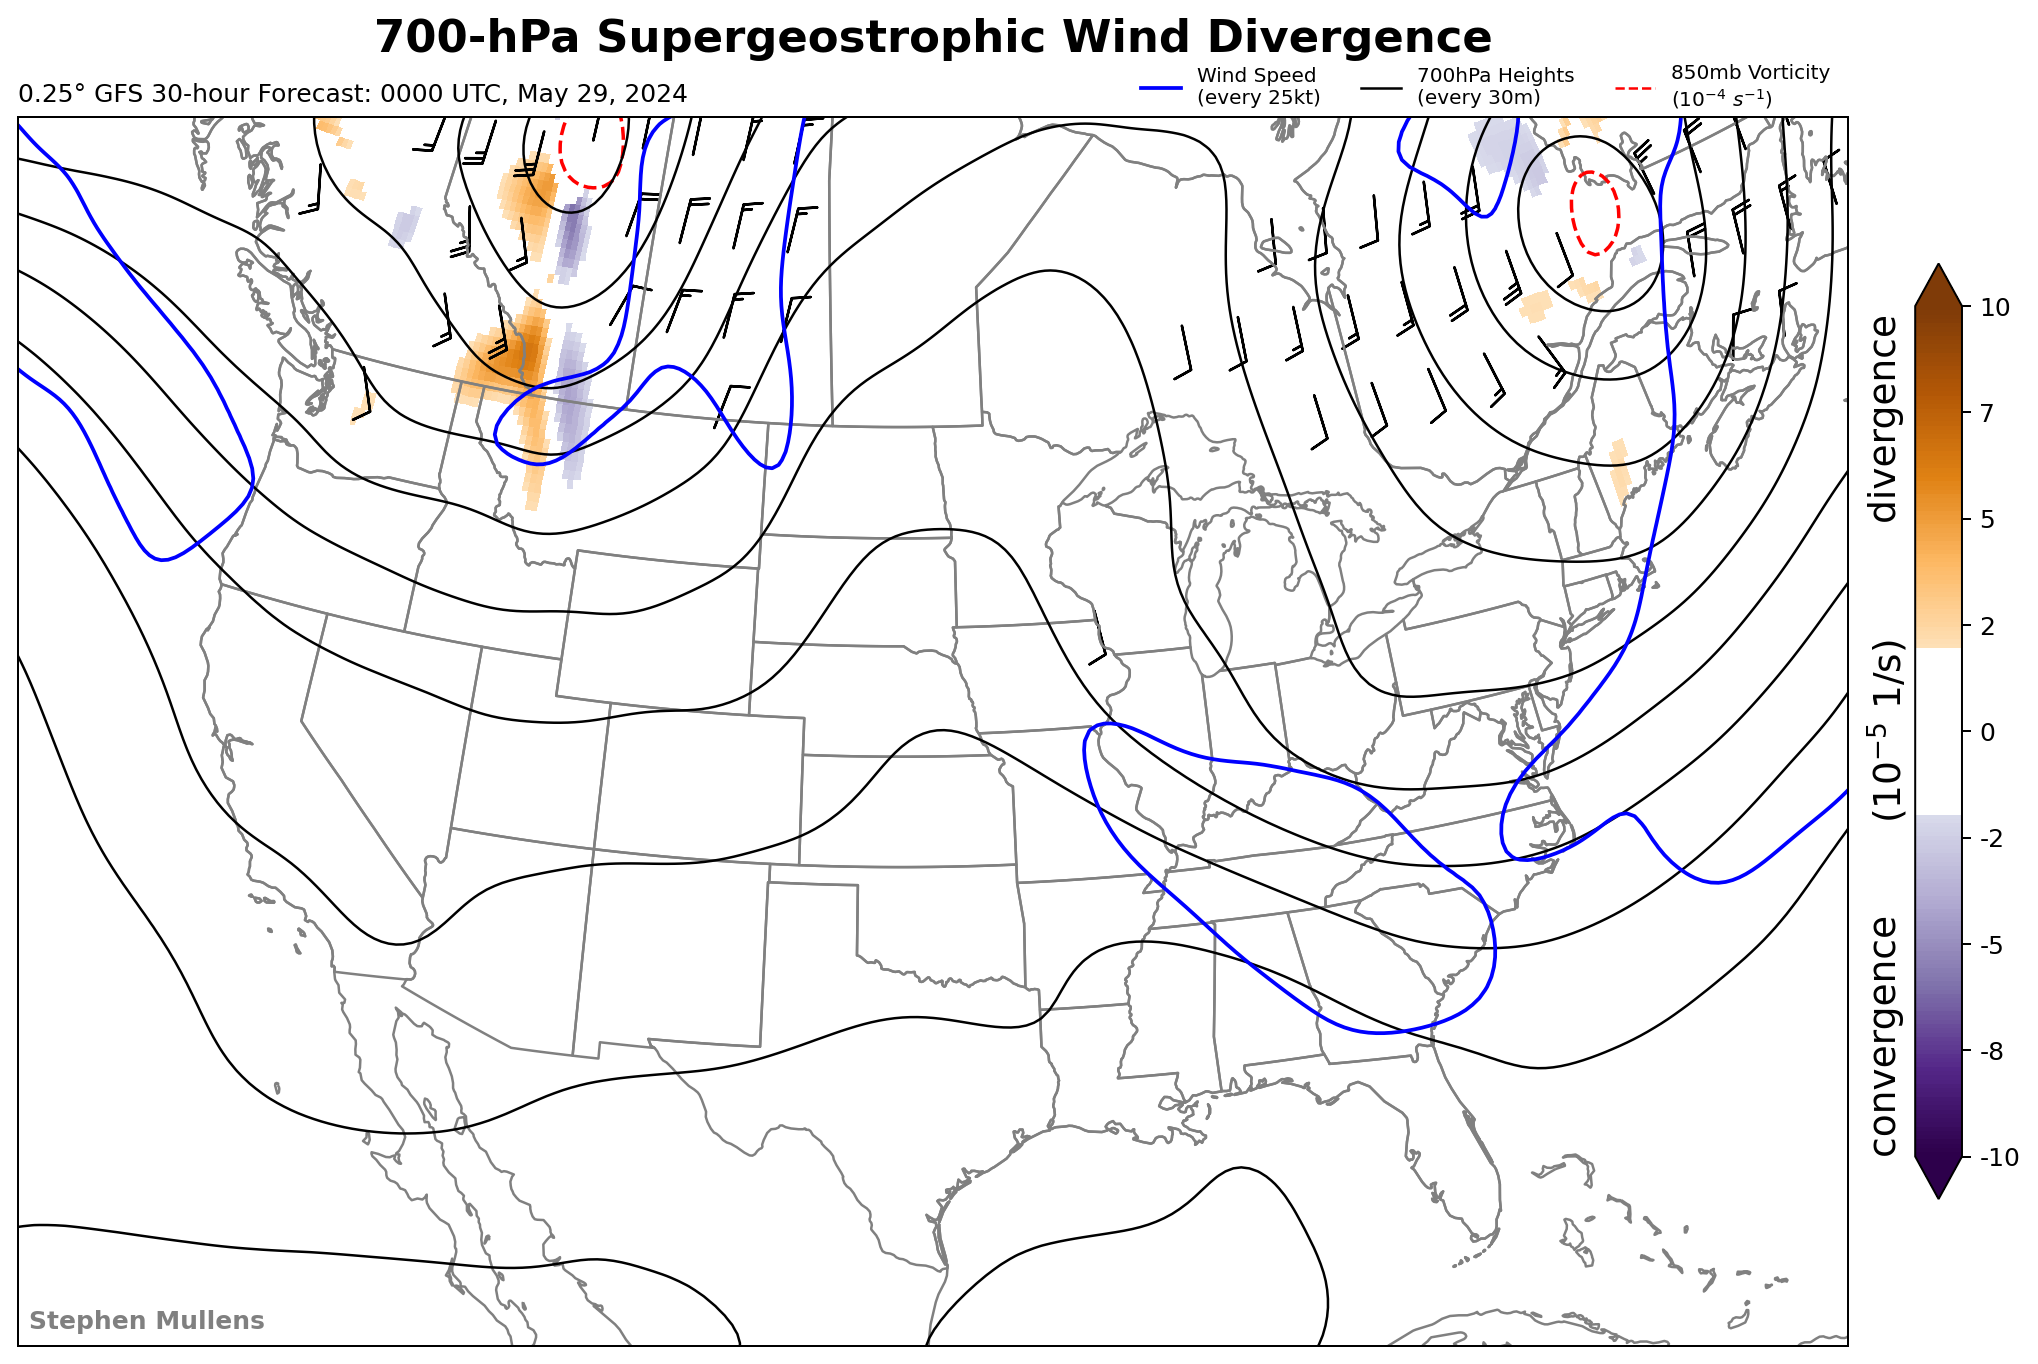 700-hPa Supergeostrophic Wind Divergence
0.25° GFS 30-hour Forecast: 0000 UTC, May 29, 2024
Wind Speed
(every 25kt)
700hPa Heights
(every 30m)
850mb Vorticity
(10⁻⁴ s⁻¹)
10
7
5
2
0
-2
-5
-8
-10
convergence (10⁻⁵ 1/s) divergence
Stephen Mullens